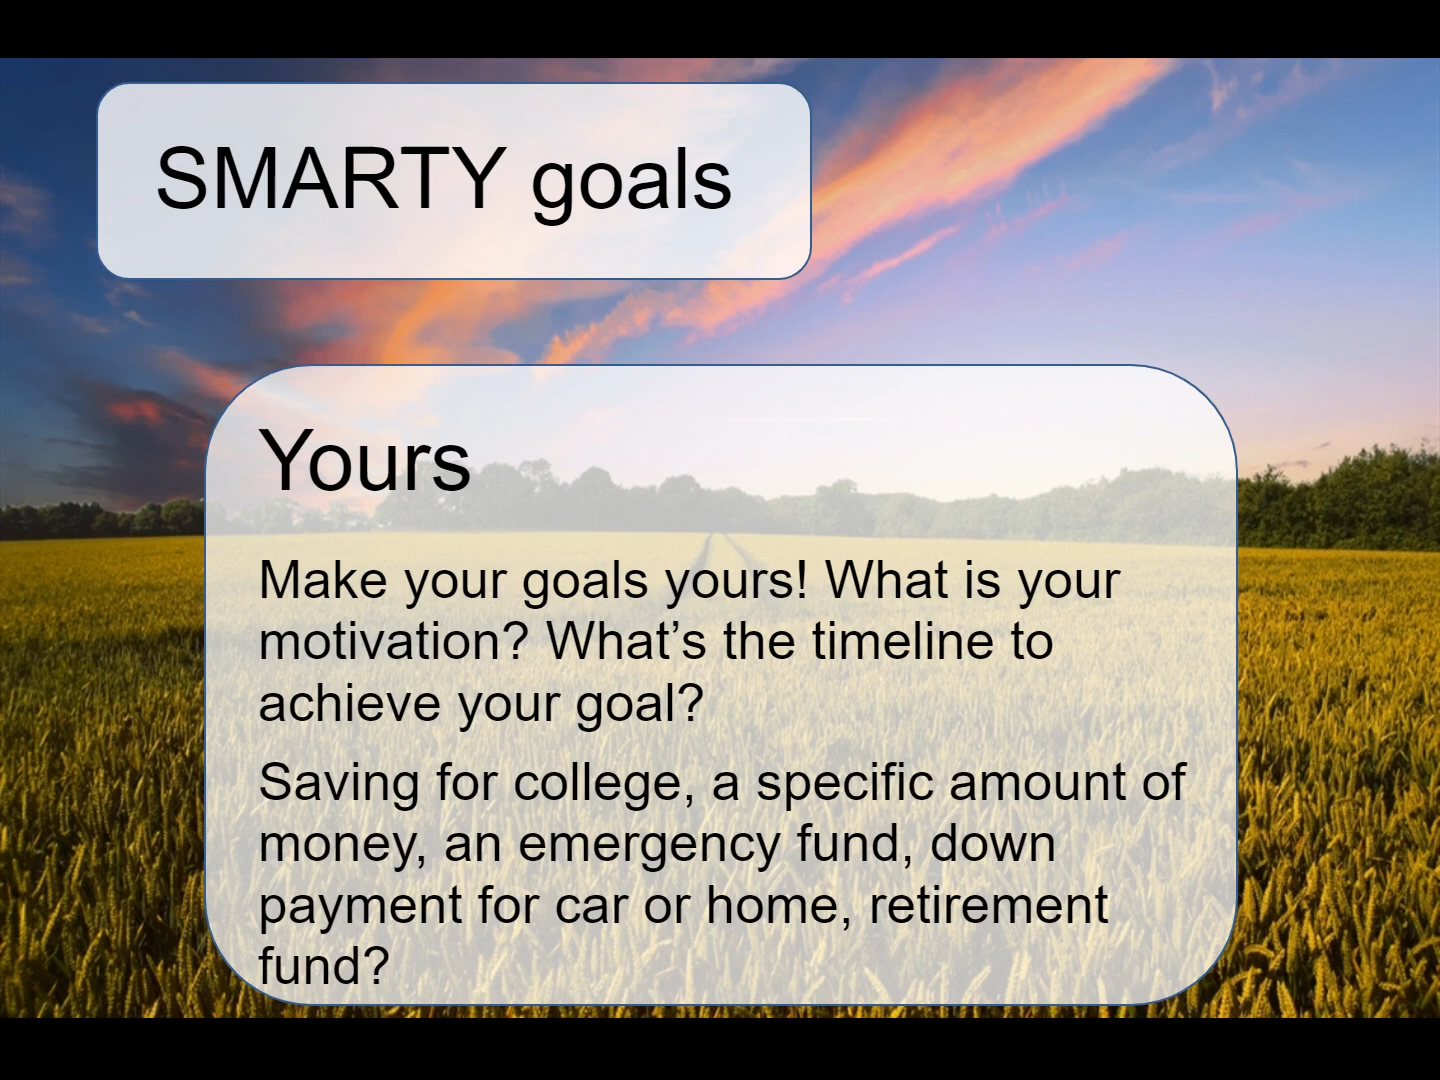 SMARTY goals
Yours
Make your goals yours! What is your
motivation? What’s the timeline to
achieve your goal?
Saving for college, a specific amount of
money, an emergency fund, down
payment for car or home, retirement
fund?